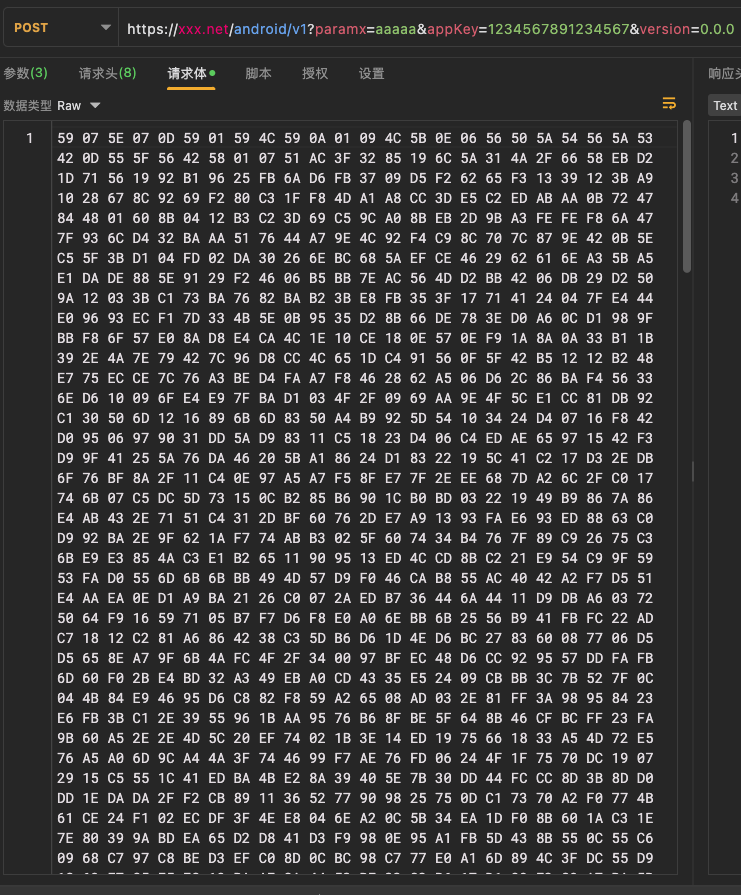 POST https://xxx.net/android/v1?paramx=aaaaa&appKey=1234567891234567&version=0.0.0
参数(3) 请求头(8) 请求体 脚本 授权 设置 响应头
数据类型 Raw Text
1 59 07 5E 07 0D 59 01 59 4C 59 0A 01 09 4C 5B 0E 06 56 50 5A 54 56 5A 53 1
42 0D 55 5F 56 42 58 01 07 51 AC 3F 32 85 19 6C 5A 31 4A 2F 66 58 EB D2 2
1D 71 56 19 92 B1 96 25 FB 6A D6 FB 37 09 D5 F2 62 65 F3 13 39 12 3B A9 3
10 28 67 8C 92 69 F2 80 C3 1F F8 4D A1 A8 CC 3D E5 C2 ED AB AA 0B 72 47 4
84 48 01 60 8B 04 12 B3 C2 3D 69 C5 9C A0 8B EB 2D 9B A3 FE FE F8 6A 47
7F 93 6C D4 32 BA AA 51 76 44 A7 9E 4C 92 F4 C9 8C 70 7C 87 9E 42 0B 5E
C5 5F 3B D1 04 FD 02 DA 30 26 6E BC 68 5A EF CE 46 29 62 61 6E A3 5B A5
E1 DA DE 88 5E 91 29 F2 46 06 B5 BB 7E AC 56 4D D2 BB 42 06 DB 29 D2 50
9A 12 03 3B C1 73 BA 76 82 BA B2 3B E8 FB 35 3F 17 71 41 24 04 7F E4 44
E0 96 93 EC F1 7D 33 4B 5E 0B 95 35 D2 8B 66 DE 78 3E D0 A6 0C D1 98 9F
BB F8 6F 57 E0 8A D8 E4 CA 4C 1E 10 CE 18 0E 57 0E F9 1A 8A 0A 33 B1 1B
39 2E 4A 7E 79 42 7C 96 D8 CC 4C 65 1D C4 91 56 0F 5F 42 B5 12 12 B2 48
E7 75 EC CE 7C 76 A3 BE D4 FA A7 F8 46 28 62 A5 06 D6 2C 86 BA F4 56 33
6E D6 10 09 6F E4 E9 7F BA D1 03 4F 2F 09 69 AA 9E 4F 5C E1 CC 81 DB 92
C1 30 50 6D 12 16 89 6B 6D 83 50 A4 B9 92 5D 54 10 34 24 D4 07 16 F8 42
D0 95 06 97 90 31 DD 5A D9 83 11 C5 18 23 D4 06 C4 ED AE 65 97 15 42 F3
D9 9F 41 25 5A 76 DA 46 20 5B A1 86 24 D1 83 22 19 5C 41 C2 17 D3 2E DB
6F 76 BF 8A 2F 11 C4 0E 97 A5 A7 F5 8F E7 7F 2E EE 68 7D A2 6C 2F C0 17
74 6B 07 C5 DC 5D 73 15 0C B2 85 B6 90 1C B0 BD 03 22 19 49 B9 86 7A 86
E4 AB 43 2E 71 51 C4 31 2D BF 60 76 2D E7 A9 13 93 FA E6 93 ED 88 63 C0
D9 92 BA 2E 9F 62 1A F7 74 AB B3 02 5F 60 74 34 B4 76 7F 89 C9 26 75 C3
6B E9 E3 85 4A C3 E1 B2 65 11 90 95 13 ED 4C CD 8B C2 21 E9 54 C9 9F 59
53 FA D0 55 6D 6B 6B BB 49 4D 57 D9 F0 46 CA B8 55 AC 40 42 A2 F7 D5 51
E4 AA EA 0E D1 A9 BA 21 26 C0 07 2A ED B7 36 44 6A 44 11 D9 DB A6 03 72
50 64 F9 16 59 71 05 B7 F7 D6 F8 E0 A0 6E BB 6B 25 56 B9 41 FB FC 22 AD
C7 18 12 C2 81 A6 86 42 38 C3 5D B6 D6 1D 4E D6 BC 27 83 60 08 77 06 D5
D5 65 8E A7 9F 6B 4A FC 4F 2F 34 00 97 BF EC 48 D6 CC 92 95 57 DD FA FB
6D 60 F0 2B E4 BD 32 A3 49 EB A0 CD 43 35 E5 24 09 CB BB 3C 7B 52 7F 0C
04 4B 84 E9 46 95 D6 C8 82 F8 59 A2 65 08 AD 03 2E 81 FF 3A 98 95 84 23
E6 FB 3B C1 2E 39 55 96 1B AA 95 76 B6 8F BE 5F 64 8B 46 CF BC FF 23 FA
9B 60 A5 2E 2E 4D 5C 20 EF 74 02 1B 3E 14 ED 19 75 66 18 33 A5 4D 72 E5
76 A5 A0 6D 9C A4 4A 3F 74 46 99 F7 AE 76 FD 06 24 4F 1F 75 70 DC 19 07
29 15 C5 55 1C 41 ED BA 4B E2 8A 39 40 5E 7B 30 DD 44 FC CC 8D 3B 8D D0
DD 1E DA DA 2F F2 CB 89 11 36 52 77 90 98 25 75 0D C1 73 70 A2 F0 77 4B
61 CE 24 F1 02 EC DF 3F 4E E8 04 6E A2 0C 5B 34 EA 1D F0 8B 60 1A C3 1E
7E 80 39 9A BD EA 65 D2 D8 41 D3 F9 98 0E 95 A1 FB 5D 43 8B 55 0C 55 C6
09 68 C7 97 C8 BE D3 EF C0 8D 0C BC 98 C7 77 E0 A1 6D 89 4C 3F DC 55 D9